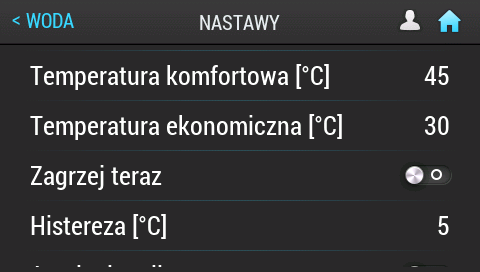 < WODA
NASTAWY
Temperatura komfortowa [°C] 45
Temperatura ekonomiczna [°C] 30
Zagrzej teraz
Histereza [°C] 5